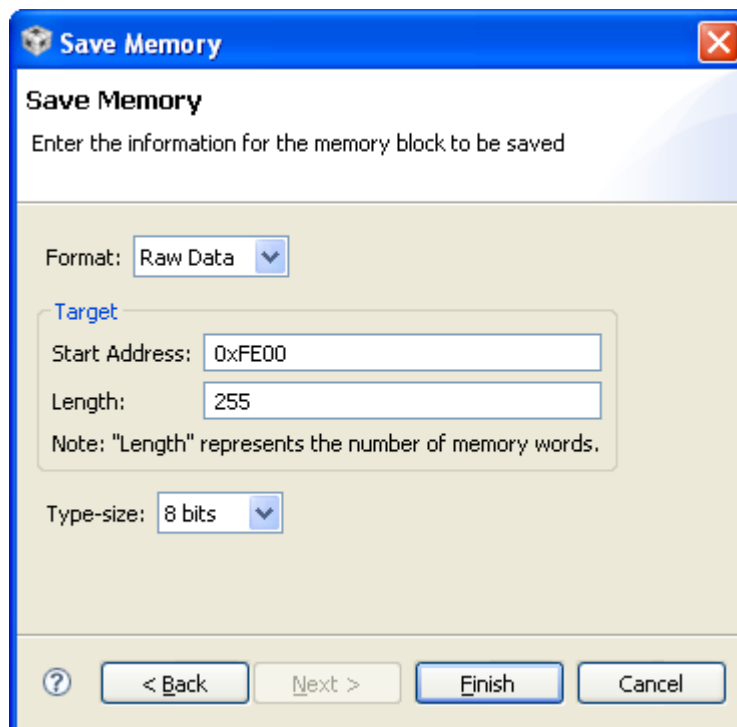 Save Memory
Save Memory
Enter the information for the memory block to be saved
Format: Raw Data
Target
Start Address: 0xFE00
Length: 255
Note: "Length" represents the number of memory words.
Type-size: 8 bits
? < Back Next > Finish Cancel